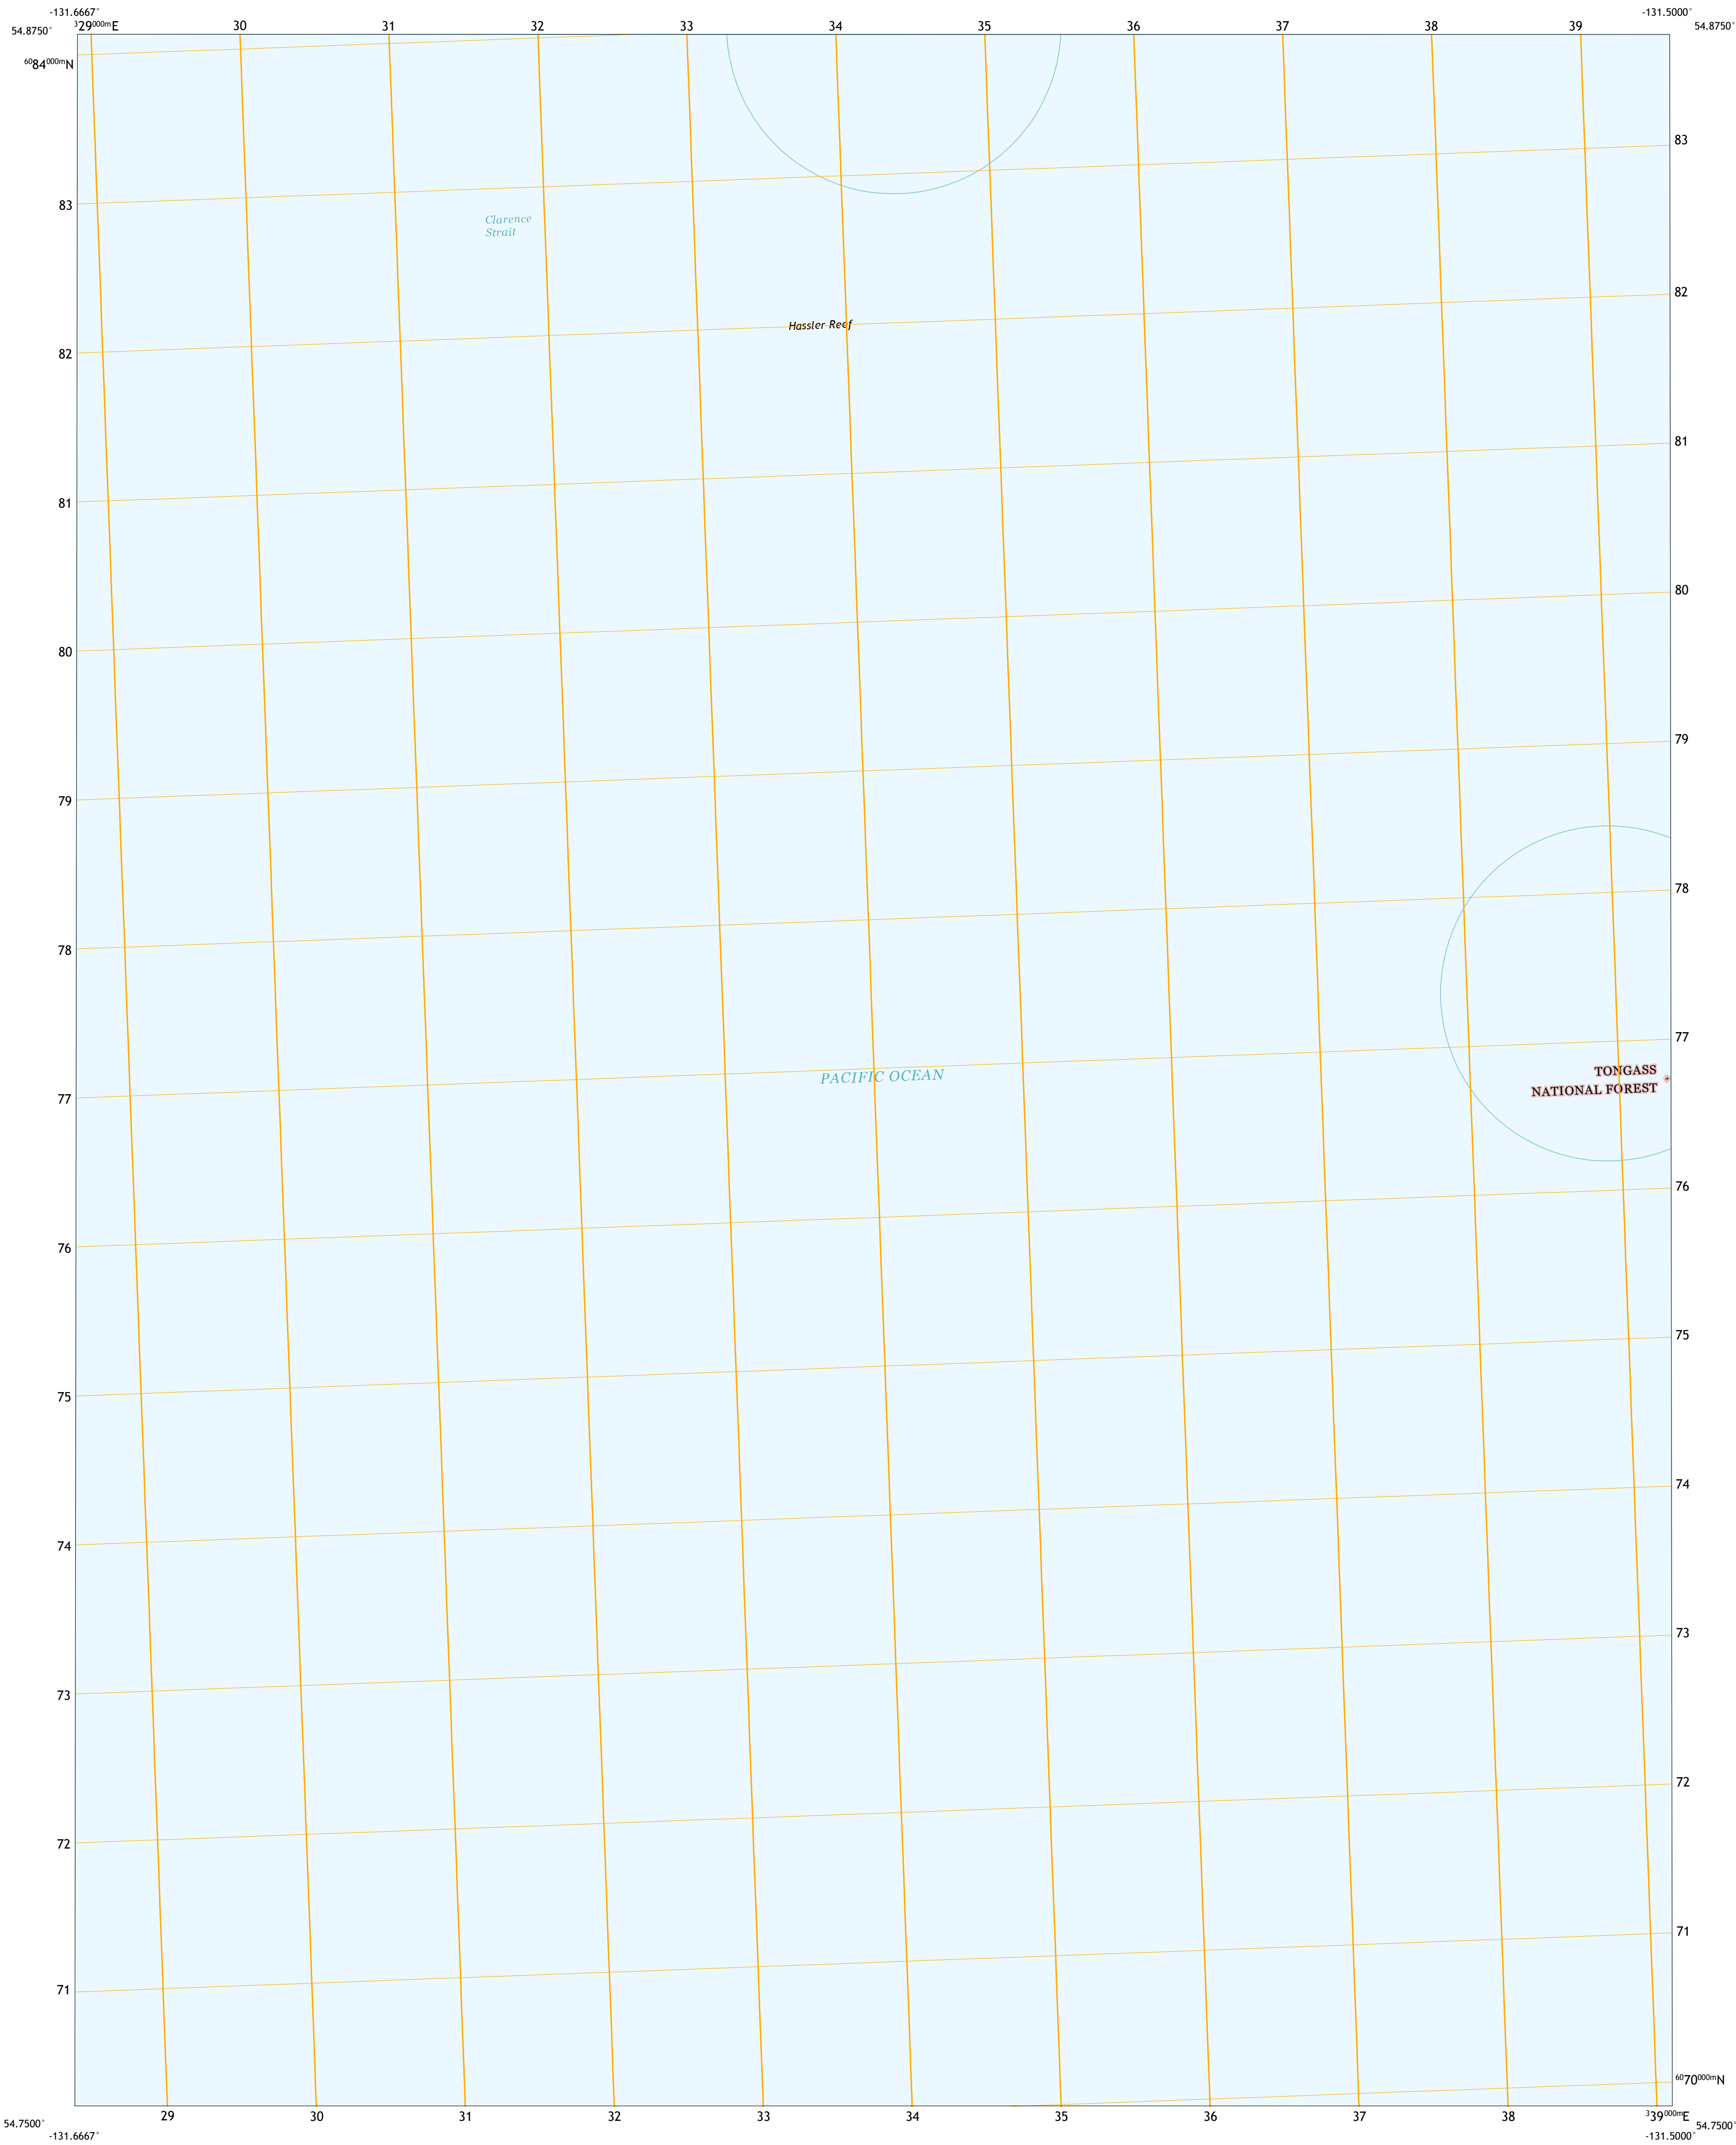 -131.6667° -131.5000°
54.8750° ³29⁰⁰⁰ᵐE 30 31 32 33 34 35 36 37 38 39 54.8750°
⁶⁰84⁰⁰⁰ᵐN
83
83
Clarence
Strait
82
Hassler Reef
82
81
81
80
80
79
79
78
78
77
TONGASS
PACIFIC OCEAN
NATIONAL FOREST
77
76
76
75
75
74
74
73
73
72
72
71
71
⁶⁰70⁰⁰⁰ᵐN
29 30 31 32 33 34 35 36 37 38 ³39⁰⁰⁰ᵐE
54.7500° 54.7500°
-131.6667° -131.5000°